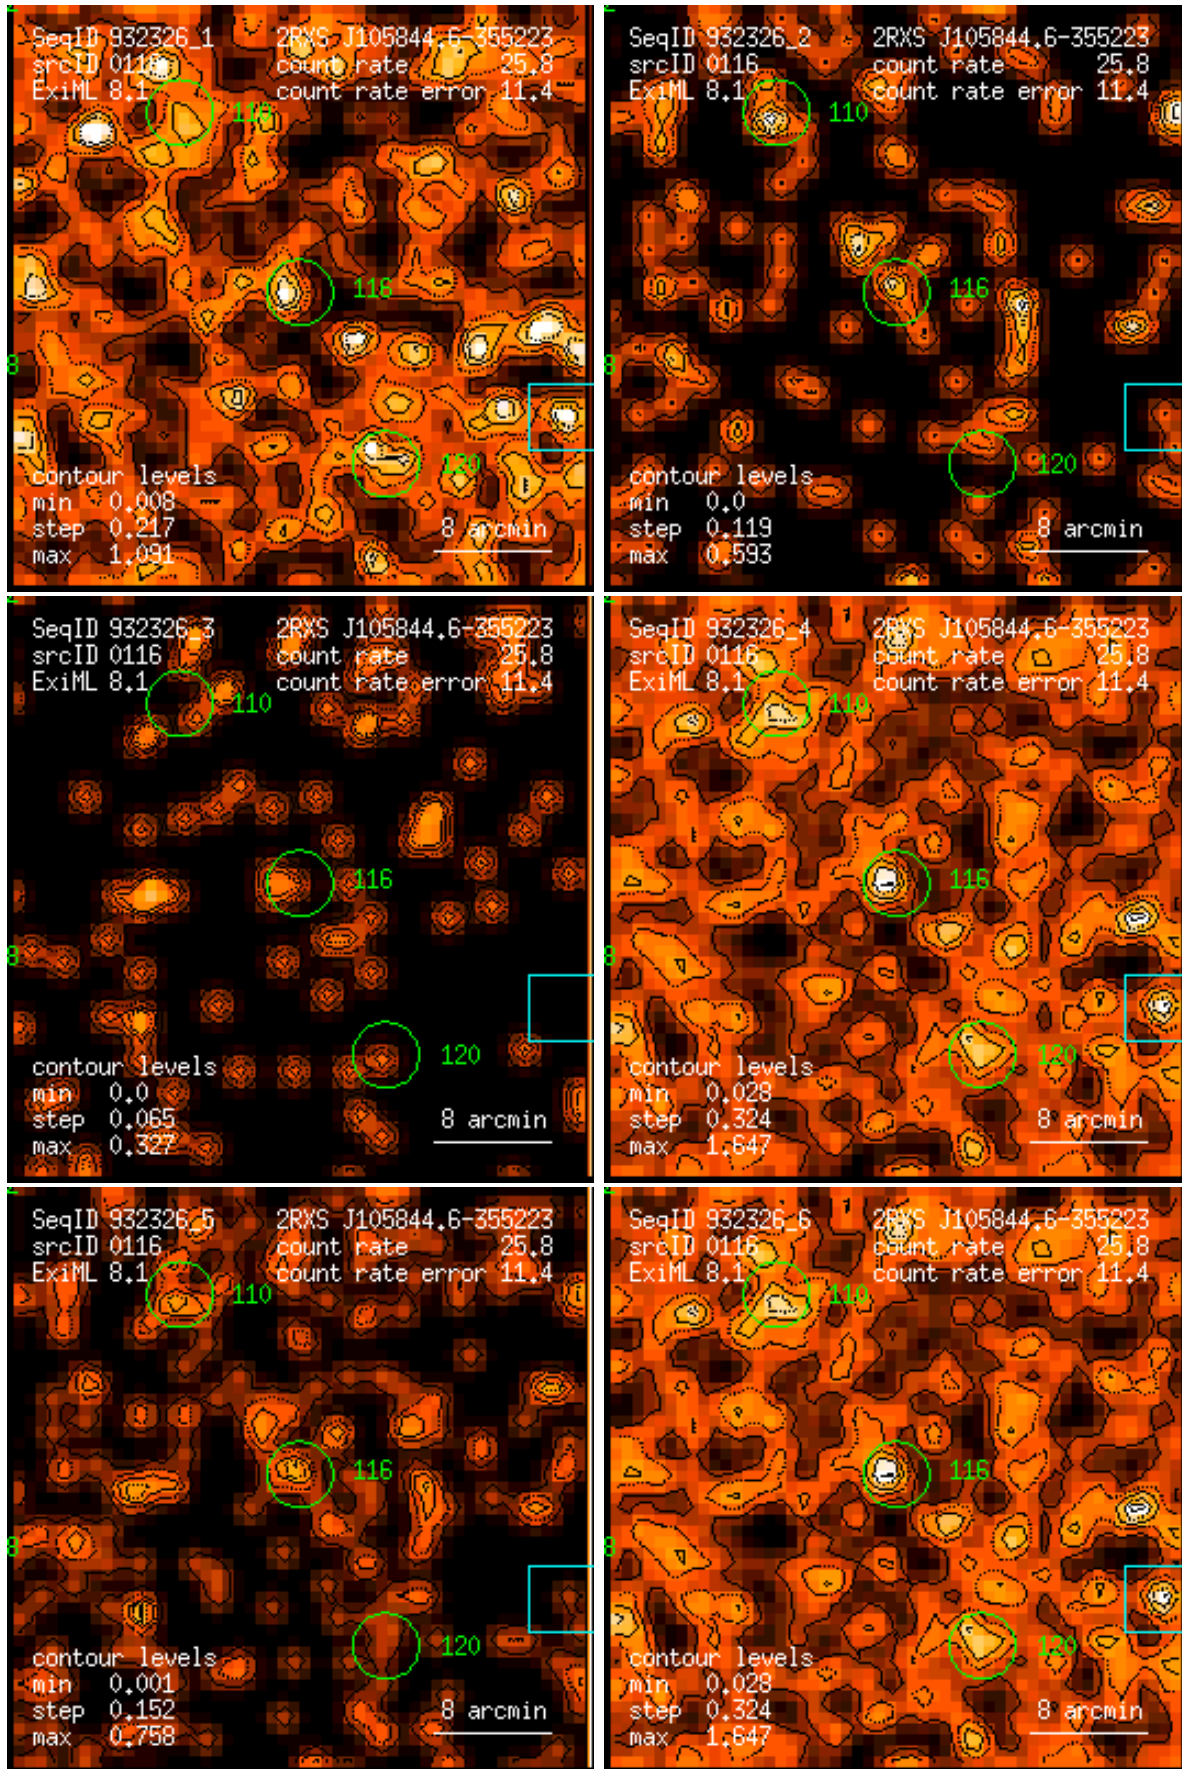 SeqID 932326_1 2RXS J105844.6-355223
srcID 0116 count rate 25.8
ExiML 8.1 count rate error 11.4
110
116
8
120
contour levels
min 0.008
step 0.217 8 arcmin
max 1.091
SeqID 932326_2 2RXS J105844.6-355223
srcID 0116 count rate 25.8
ExiML 8.1 count rate error 11.4
110
116
8
120
contour levels
min 0.0
step 0.119 8 arcmin
max 0.593
SeqID 932326_3 2RXS J105844.6-355223
srcID 0116 count rate 25.8
ExiML 8.1 count rate error 11.4
110
116
8
120
contour levels
min 0.0
step 0.065 8 arcmin
max 0.327
SeqID 932326_4 2RXS J105844.6-355223
srcID 0116 count rate 25.8
ExiML 8.1 count rate error 11.4
110
116
8
120
contour levels
min 0.028
step 0.324 8 arcmin
max 1.647
SeqID 932326_5 2RXS J105844.6-355223
srcID 0116 count rate 25.8
ExiML 8.1 count rate error 11.4
110
116
8
120
contour levels
min 0.001
step 0.152 8 arcmin
max 0.758
SeqID 932326_6 2RXS J105844.6-355223
srcID 0116 count rate 25.8
ExiML 8.1 count rate error 11.4
110
116
8
120
contour levels
min 0.028
step 0.324 8 arcmin
max 1.647